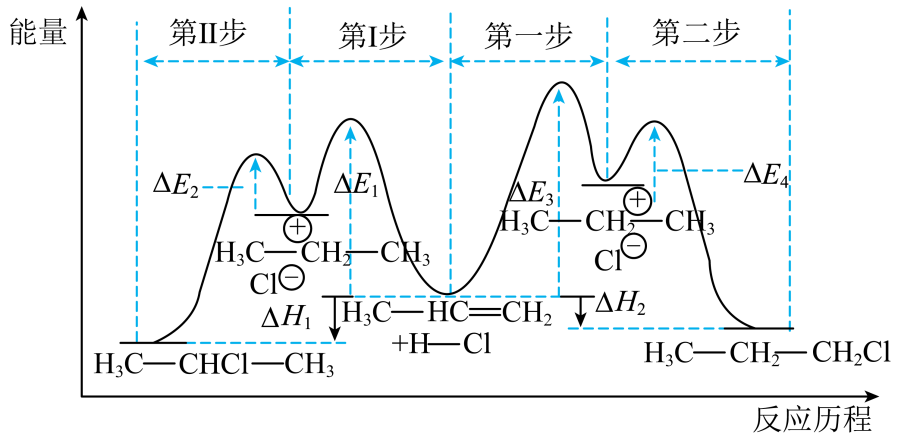 能量
第II步
第I步
第一步
第二步
ΔE₂
ΔE₁
ΔE₃
ΔE₄
⊕
H₃C—CH₂—CH₃
Cl⊖
⊕
H₃C—CH₂—CH₃
Cl⊖
ΔH₁
H₃C—HC=CH₂
+H—Cl
ΔH₂
H₃C—CHCl—CH₃
H₃C—CH₂—CH₂Cl
反应历程